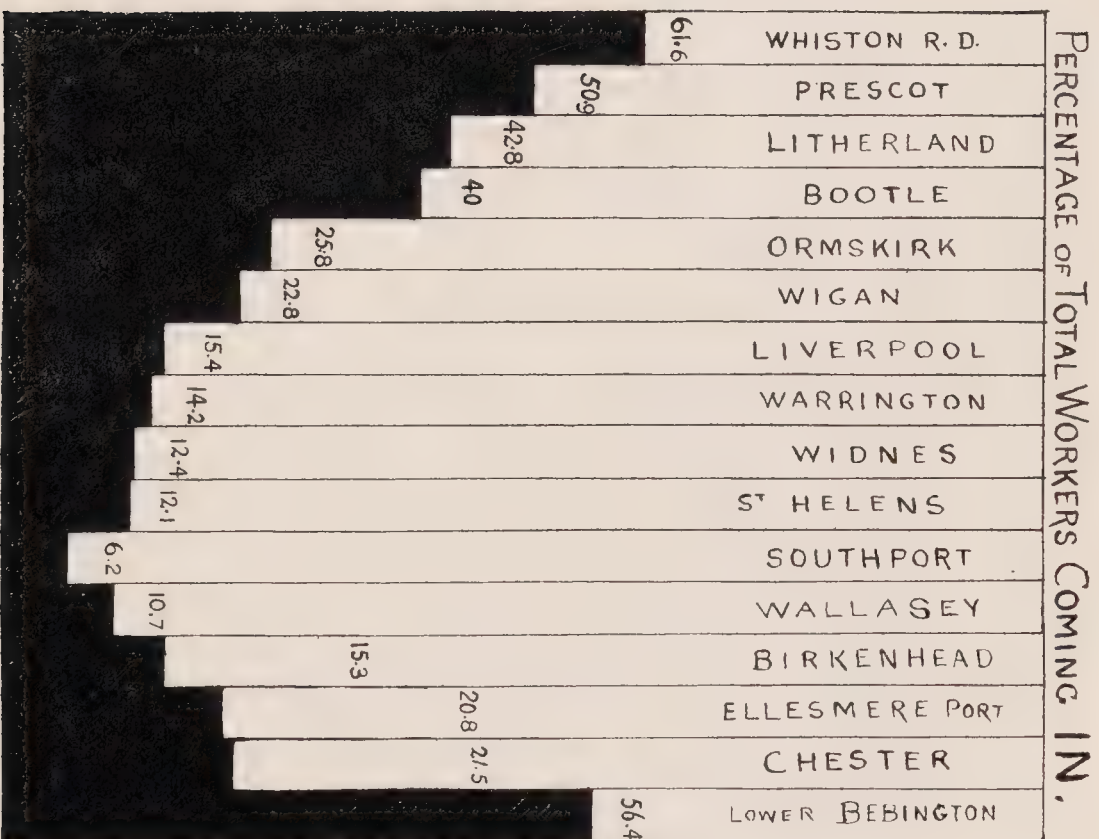 PERCENTAGE OF TOTAL WORKERS COMING IN.
61·6 WHISTON R.D.
50·9 PRESCOT
42·8 LITHERLAND
40 BOOTLE
25·8 ORMSKIRK
22·8 WIGAN
15·4 LIVERPOOL
14·2 WARRINGTON
12·4 WIDNES
12·1 ST HELENS
6·2 SOUTHPORT
10·7 WALLASEY
15·3 BIRKENHEAD
20·8 ELLESMERE PORT
21·5 CHESTER
56·4 LOWER BEBINGTON